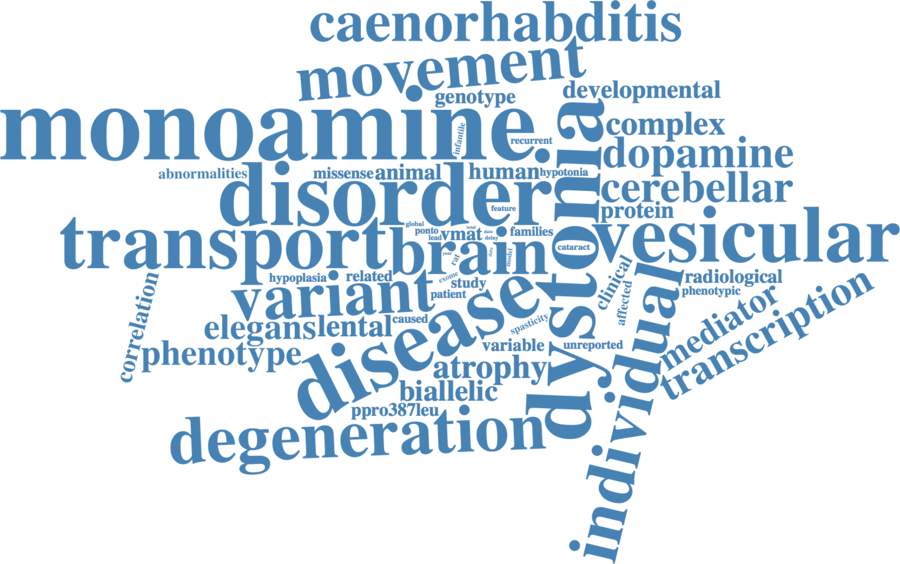 caenorhabditis
movement
developmental
genotype
monoamine
infantile
recurrent
complex
dopamine
dystonia
abnormalities
missense
animal
human
hypotonia
disorder
cerebellar
feature
protein
transport
global
ponto
lead
vmat
delay
families
vesicular
brain
cataract
rat
model
exome
hypoplasia
related
study
clinical
radiological
phenotypic
correlation
variant
patient
disease
affected
individual
mediator
transcription
elegans
lental
caused
spasticity
variable
unreported
phenotype
atrophy
biallelic
ppro387leu
degeneration